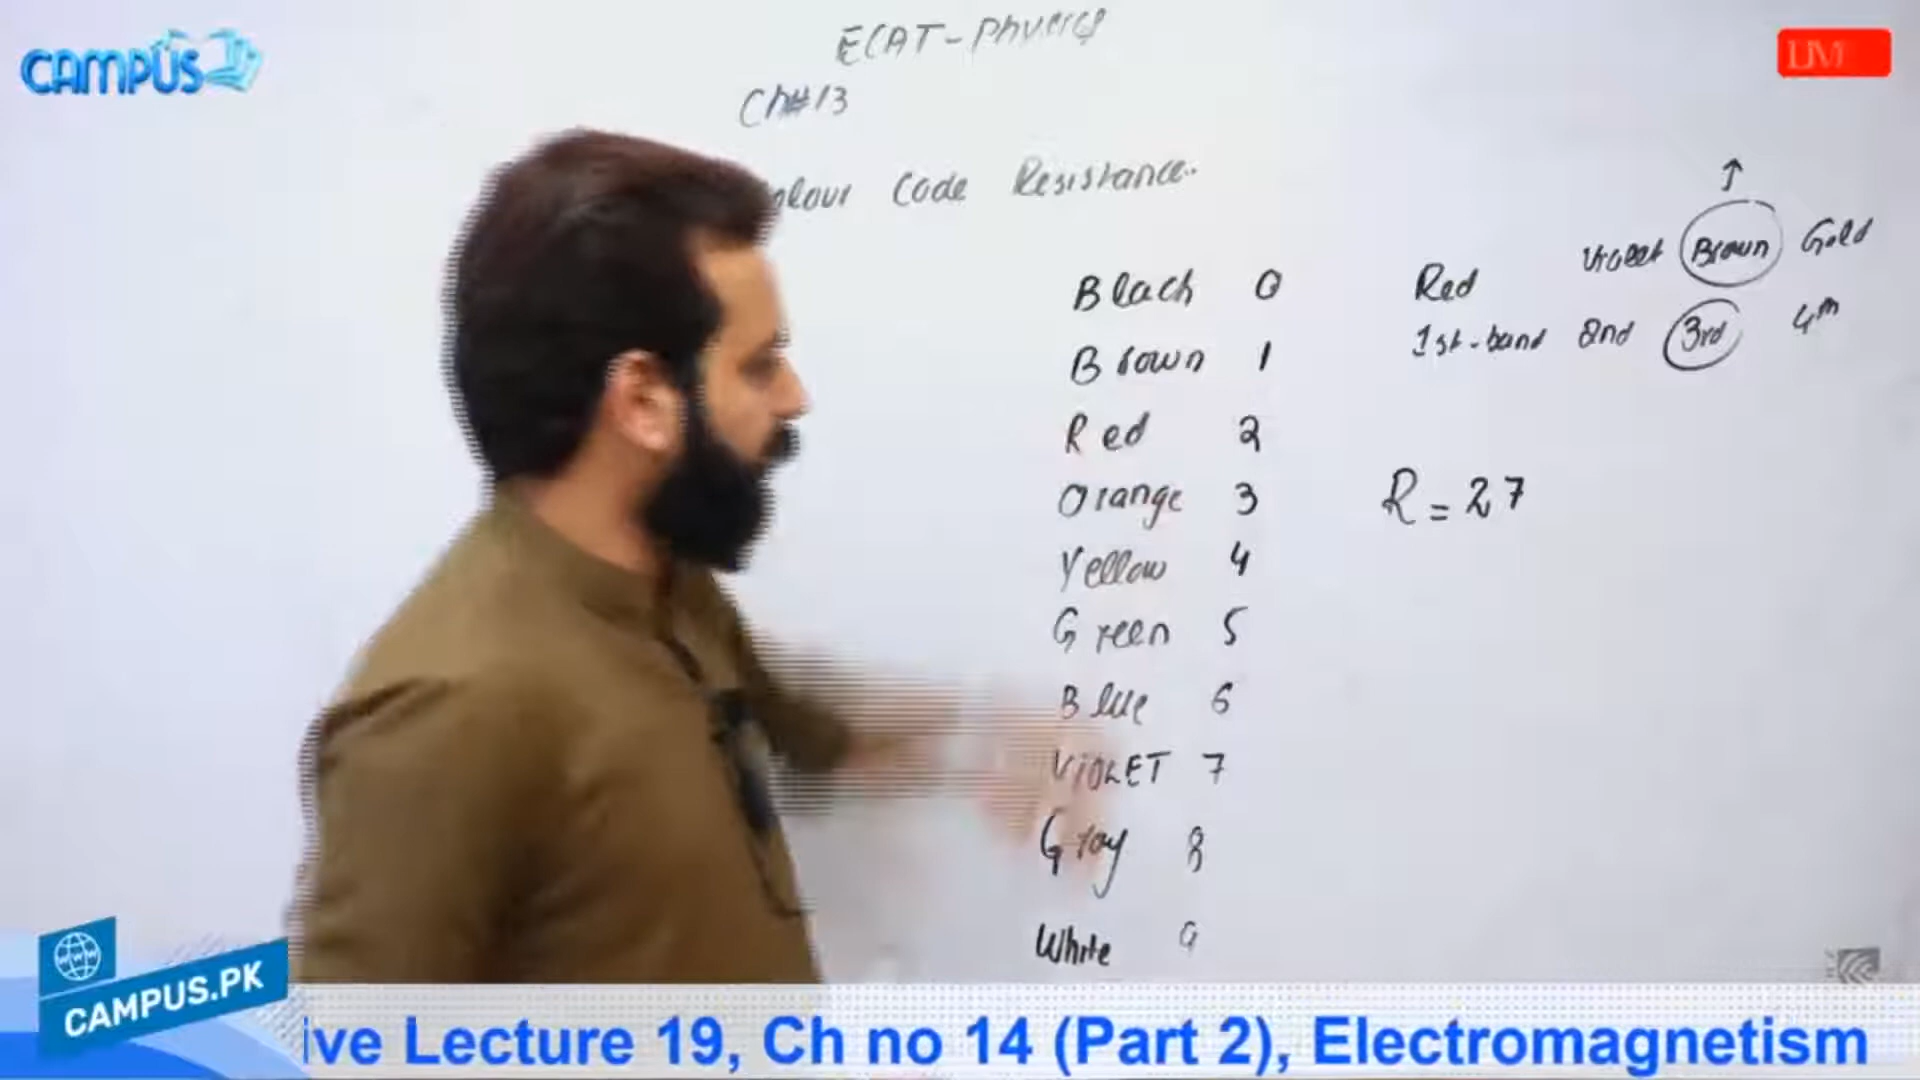 CAMPUS
ECAT-Physics
LIV
Ch#13
olour Code Resistance.
Black 0
Brown 1
Red 2
Orange 3
Yellow 4
Green 5
Blue 6
VIOLET 7
Gray 8
White 9
Red Violet Brown Gold
1st-band 2nd 3rd 4th
R = 27
WWW
CAMPUS.PK
ive Lecture 19, Ch no 14 (Part 2), Electromagnetism